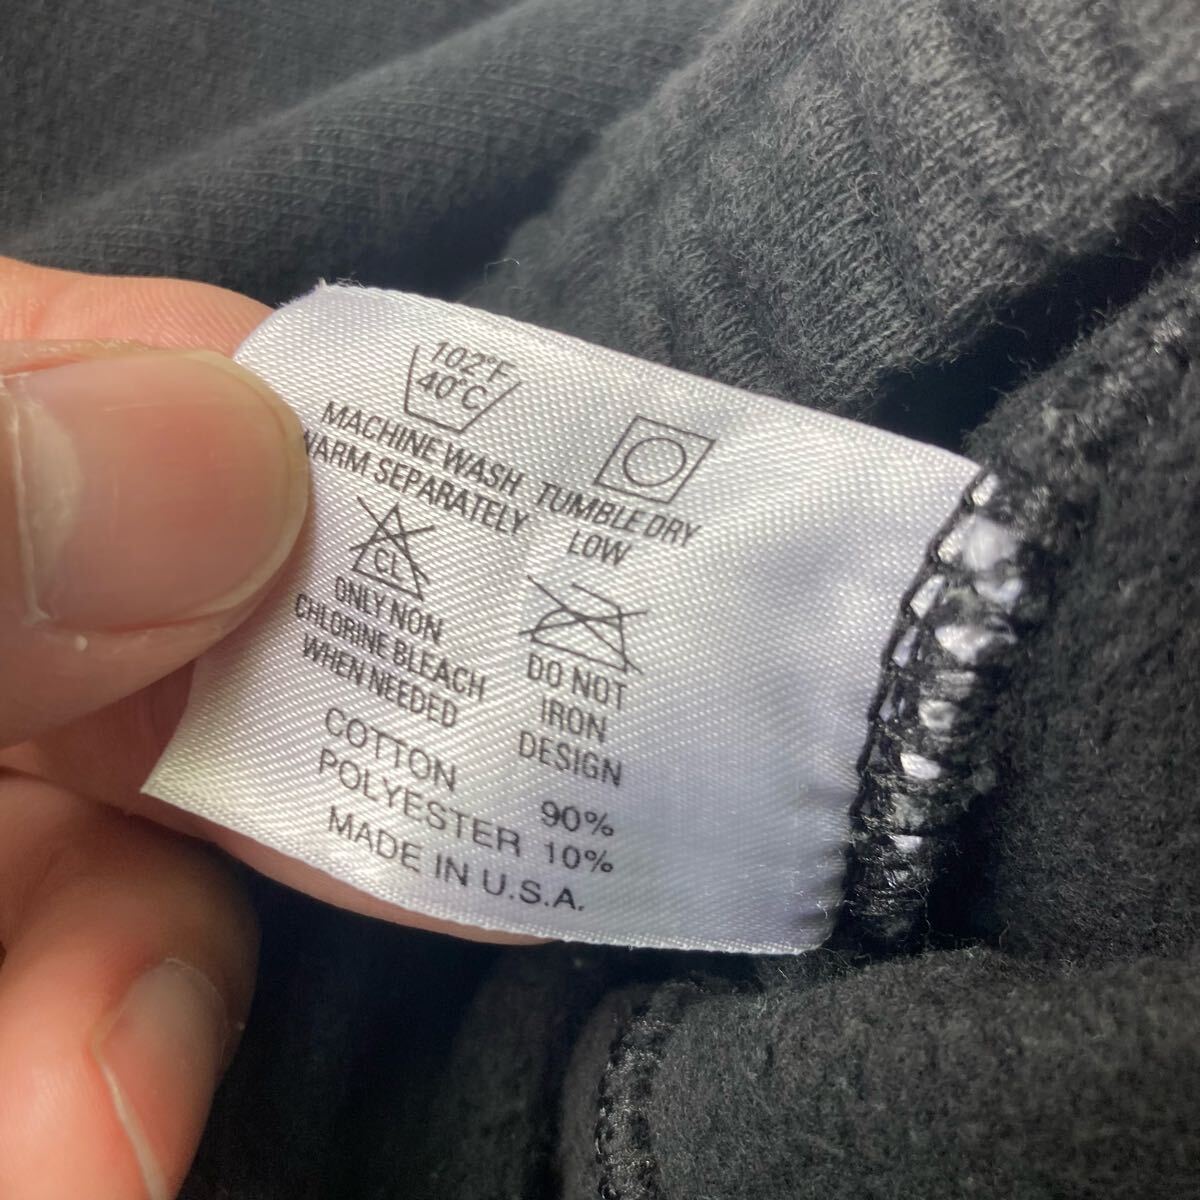 102°F
40°C
MACHINE WASH
WARM SEPARATELY
TUMBLE DRY
LOW
CL
ONLY NON
CHLORINE BLEACH
WHEN NEEDED
DO NOT
IRON
DESIGN
COTTON 90%
POLYESTER 10%
MADE IN U.S.A.